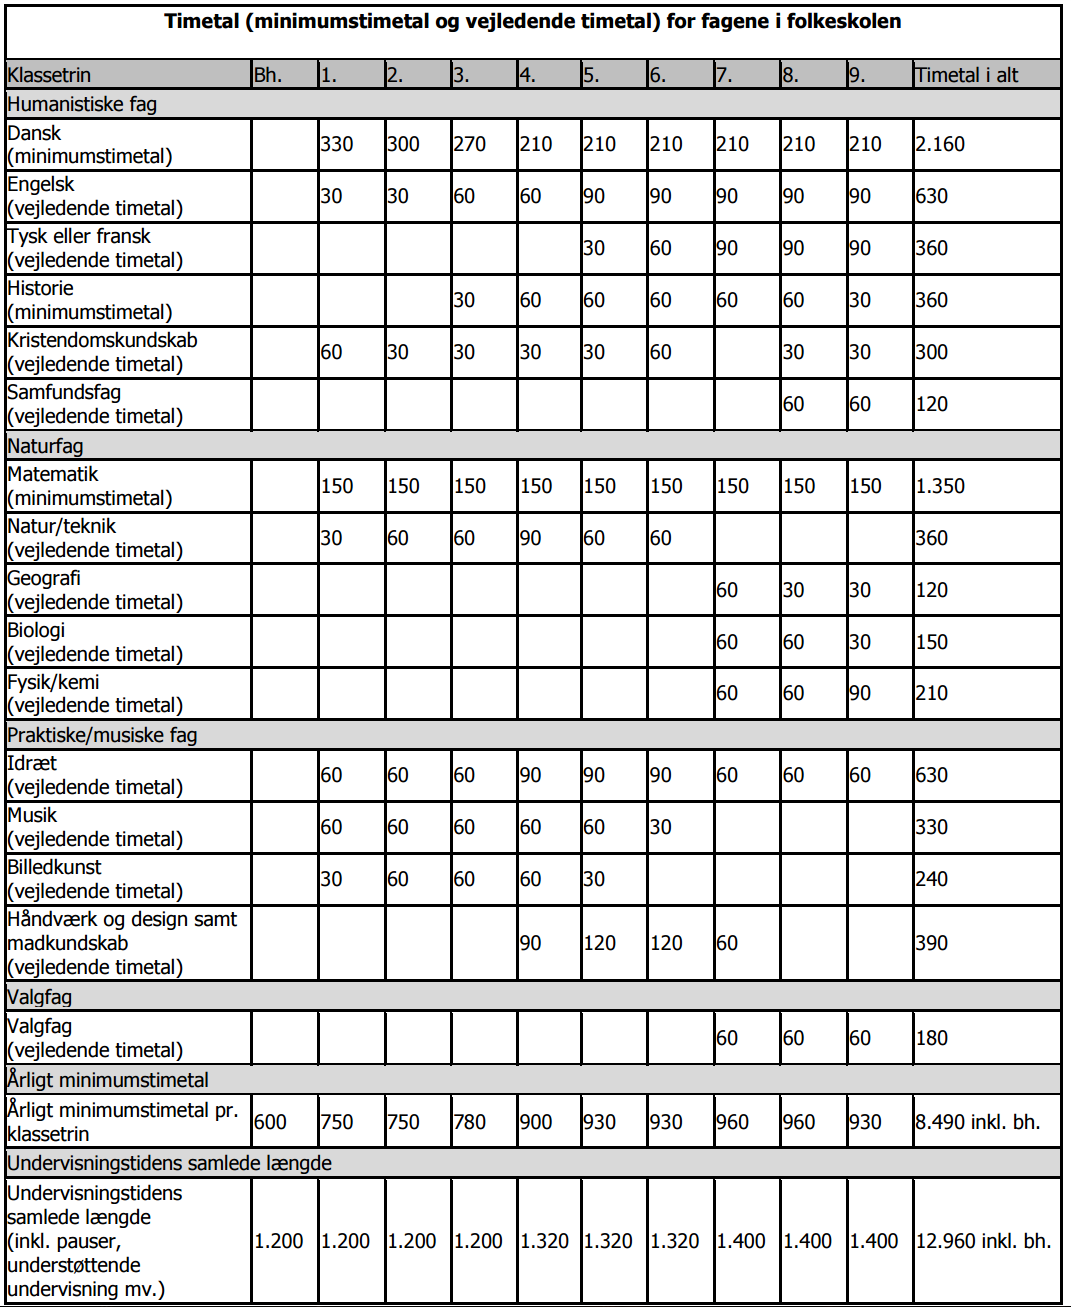 Timetal (minimumstimetal og vejledende timetal) for fagene i folkeskolen
Klassetrin Bh. 1. 2. 3. 4. 5. 6. 7. 8. 9. Timetal i alt
Humanistiske fag
Dansk
(minimumstimetal) 330 300 270 210 210 210 210 210 210 2.160
Engelsk
(vejledende timetal) 30 30 60 60 90 90 90 90 90 630
Tysk eller fransk
(vejledende timetal) 30 60 90 90 90 360
Historie
(minimumstimetal) 30 60 60 60 60 60 30 360
Kristendomskundskab
(vejledende timetal) 60 30 30 30 30 60 30 30 300
Samfundsfag
(vejledende timetal) 60 60 120
Naturfag
Matematik
(minimumstimetal) 150 150 150 150 150 150 150 150 150 1.350
Natur/teknik
(vejledende timetal) 30 60 60 90 60 60 360
Geografi
(vejledende timetal) 60 30 30 120
Biologi
(vejledende timetal) 60 60 30 150
Fysik/kemi
(vejledende timetal) 60 60 90 210
Praktiske/musiske fag
Idræt
(vejledende timetal) 60 60 60 90 90 90 60 60 60 630
Musik
(vejledende timetal) 60 60 60 60 60 30 330
Billedkunst
(vejledende timetal) 30 60 60 60 30 240
Håndværk og design samt
madkundskab
(vejledende timetal) 90 120 120 60 390
Valgfag
Valgfag
(vejledende timetal) 60 60 60 180
Årligt minimumstimetal
Årligt minimumstimetal pr.
klassetrin 600 750 750 780 900 930 930 960 960 930 8.490 inkl. bh.
Undervisningstidens samlede længde
Undervisningstidens
samlede længde
(inkl. pauser, 1.200 1.200 1.200 1.200 1.320 1.320 1.320 1.400 1.400 1.400 12.960 inkl. bh.
understøttende
undervisning mv.)